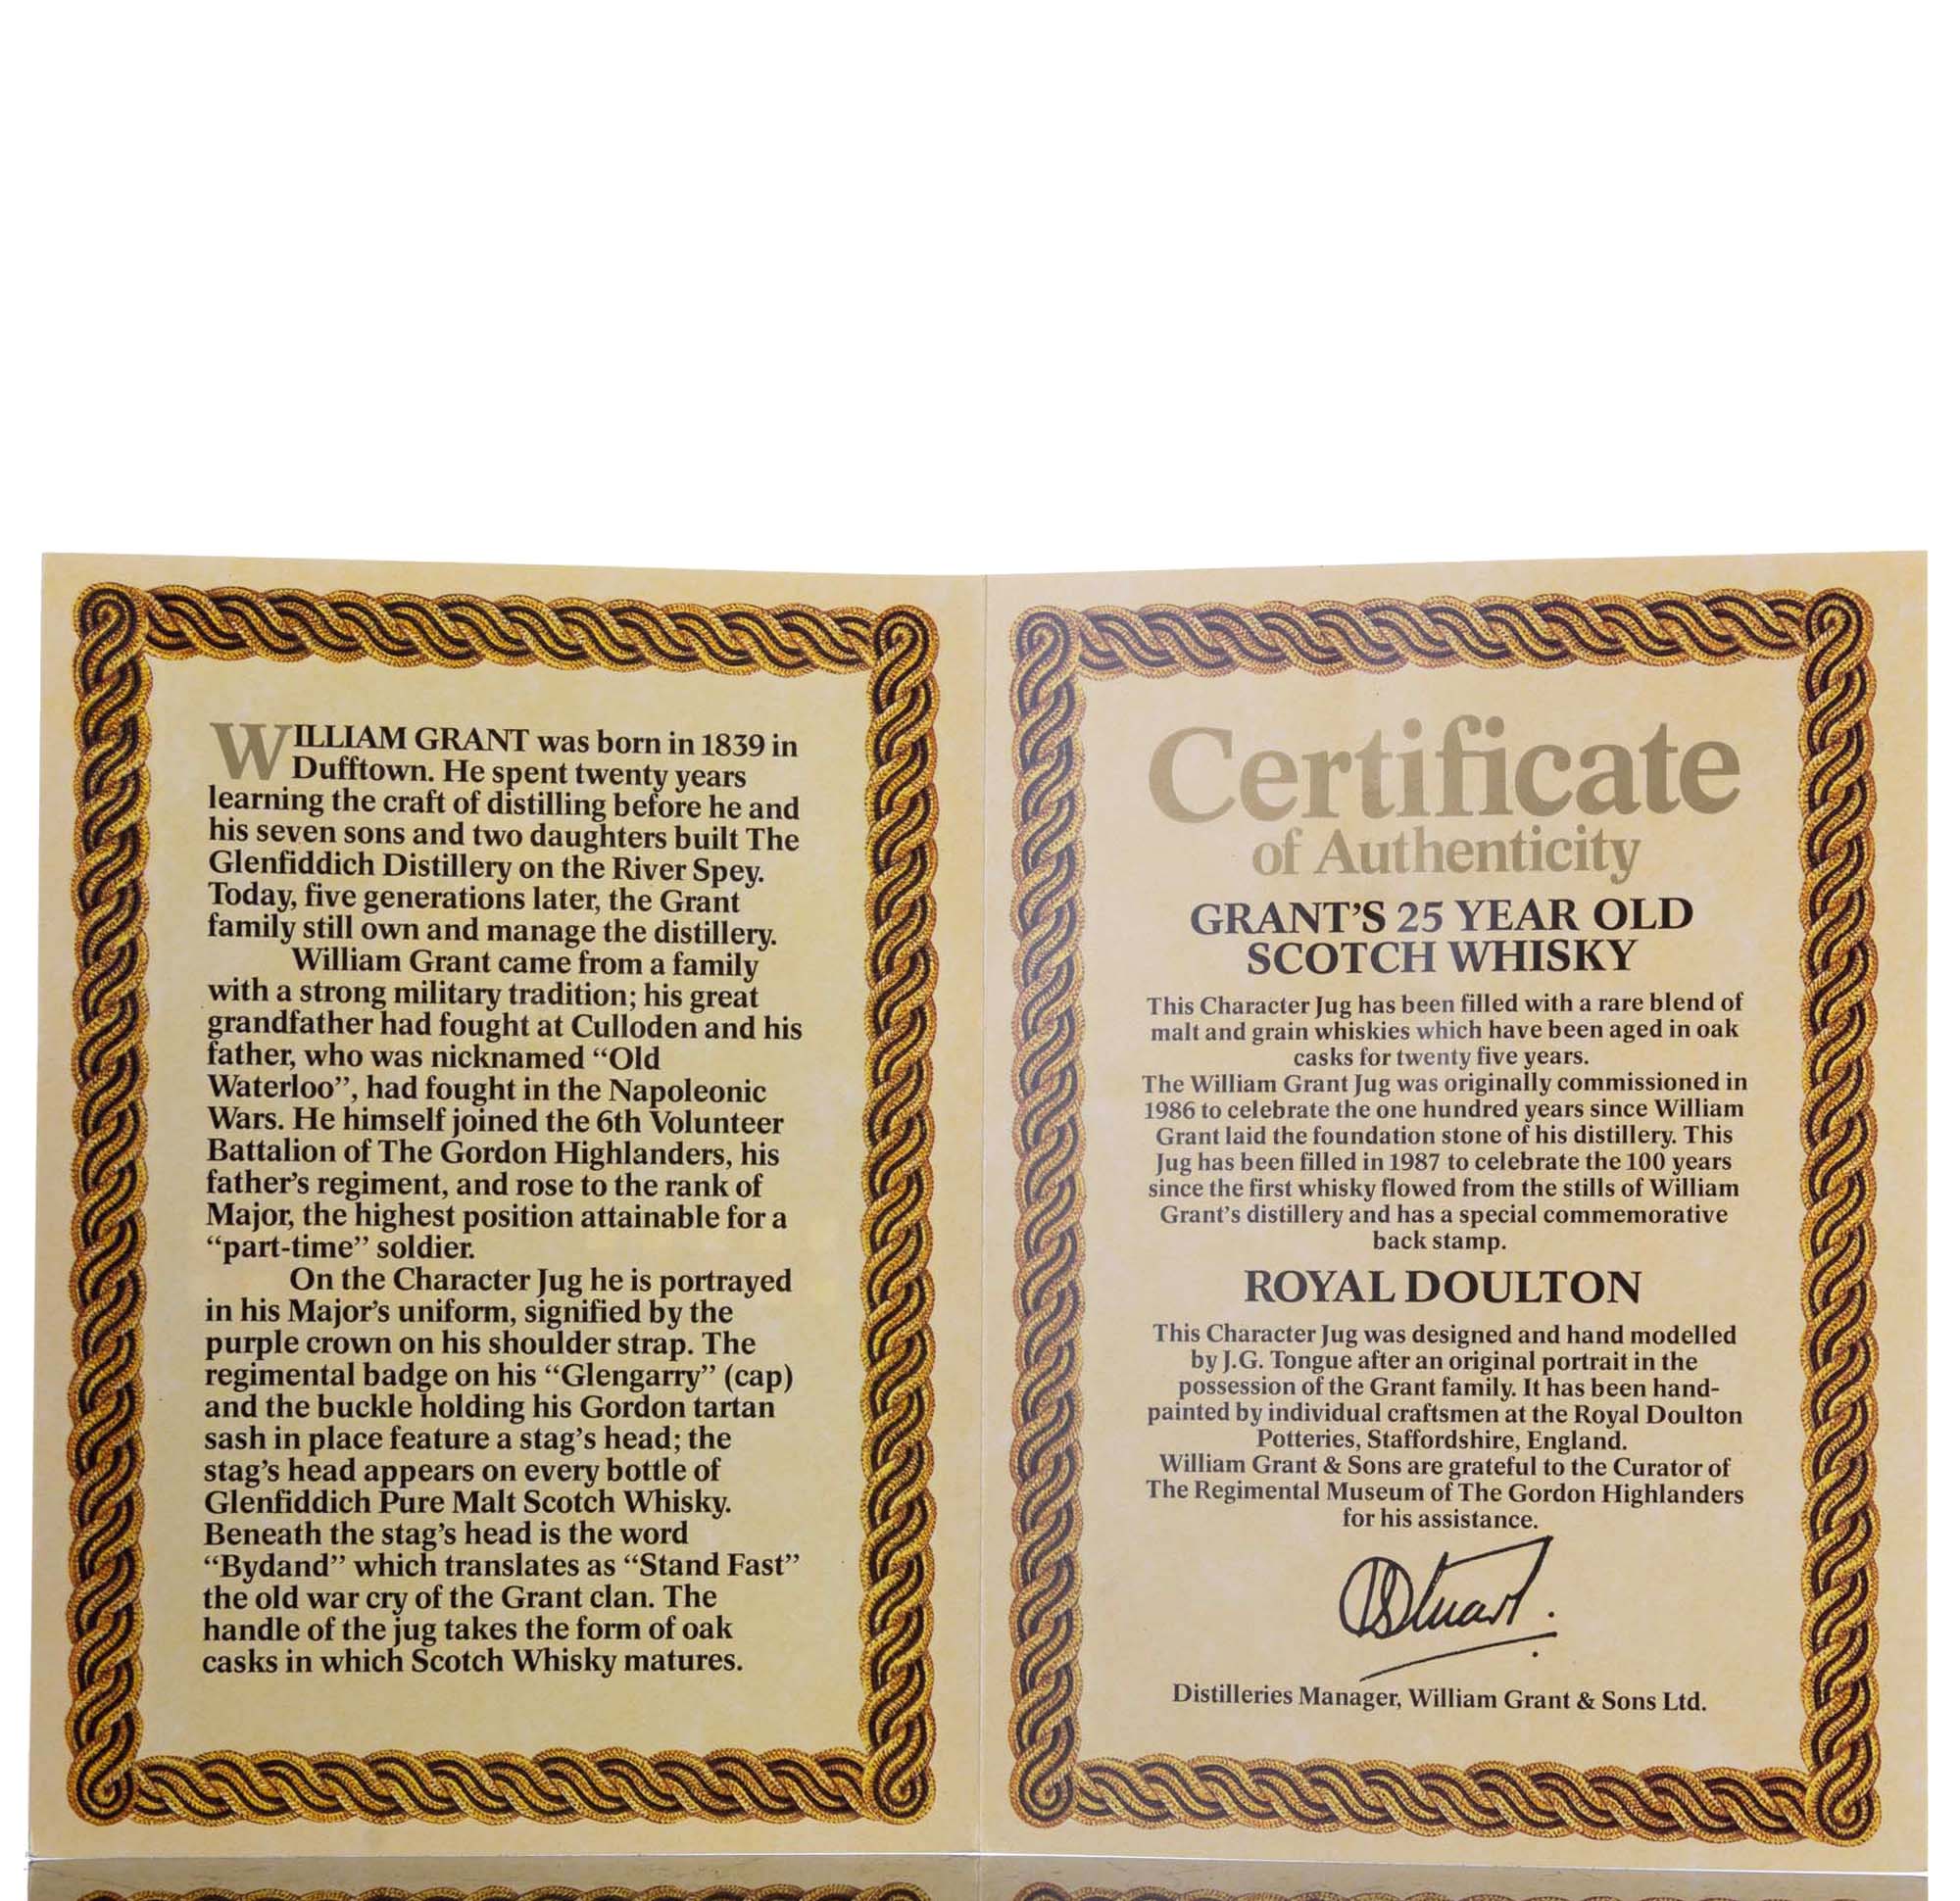 WILLIAM GRANT was born in 1839 in
Dufftown. He spent twenty years
learning the craft of distilling before he and
his seven sons and two daughters built The
Glenfiddich Distillery on the River Spey.
Today, five generations later, the Grant
family still own and manage the distillery.
William Grant came from a family
with a strong military tradition; his great
grandfather had fought at Culloden and his
father, who was nicknamed “Old
Waterloo”, had fought in the Napoleonic
Wars. He himself joined the 6th Volunteer
Battalion of The Gordon Highlanders, his
father’s regiment, and rose to the rank of
Major, the highest position attainable for a
“part-time” soldier.
On the Character Jug he is portrayed
in his Major’s uniform, signified by the
purple crown on his shoulder strap. The
regimental badge on his “Glengarry” (cap)
and the buckle holding his Gordon tartan
sash in place feature a stag’s head; the
stag’s head appears on every bottle of
Glenfiddich Pure Malt Scotch Whisky.
Beneath the stag’s head is the word
“Bydand” which translates as “Stand Fast”
the old war cry of the Grant clan. The
handle of the jug takes the form of oak
casks in which Scotch Whisky matures.
Certificate
of Authenticity
GRANT’S 25 YEAR OLD
SCOTCH WHISKY
This Character Jug has been filled with a rare blend of
malt and grain whiskies which have been aged in oak
casks for twenty five years.
The William Grant Jug was originally commissioned in
1986 to celebrate the one hundred years since William
Grant laid the foundation stone of his distillery. This
Jug has been filled in 1987 to celebrate the 100 years
since the first whisky flowed from the stills of William
Grant’s distillery and has a special commemorative
back stamp.
ROYAL DOULTON
This Character Jug was designed and hand modelled
by J.G. Tongue after an original portrait in the
possession of the Grant family. It has been hand-
painted by individual craftsmen at the Royal Doulton
Potteries, Staffordshire, England.
William Grant & Sons are grateful to the Curator of
The Regimental Museum of The Gordon Highlanders
for his assistance.
DStuart.
Distilleries Manager, William Grant & Sons Ltd.